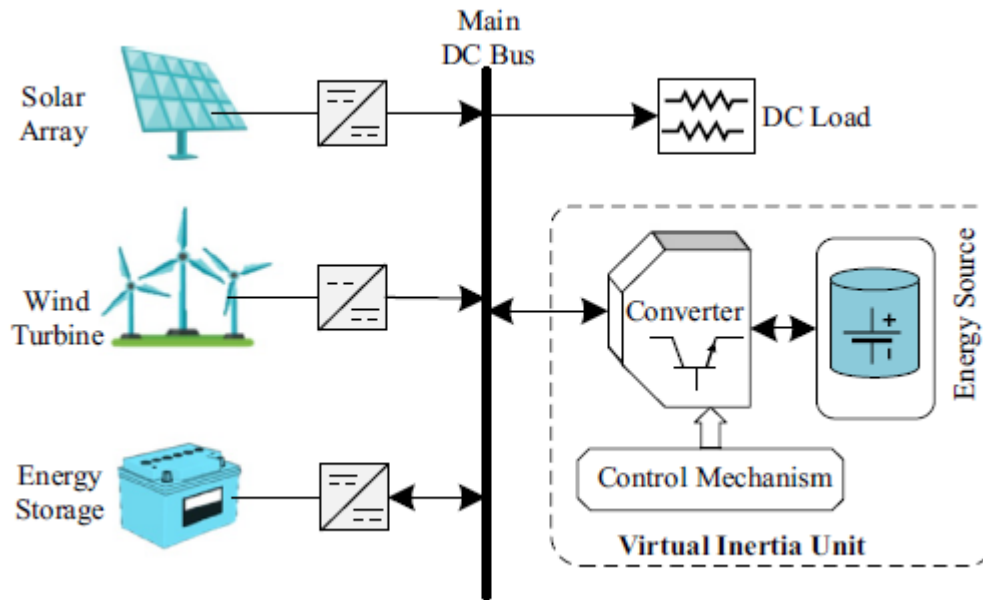 Main
DC Bus
Solar
Array
DC Load
Wind
Turbine
Converter
Energy Source
+
-
Energy
Storage
Control Mechanism
Virtual Inertia Unit